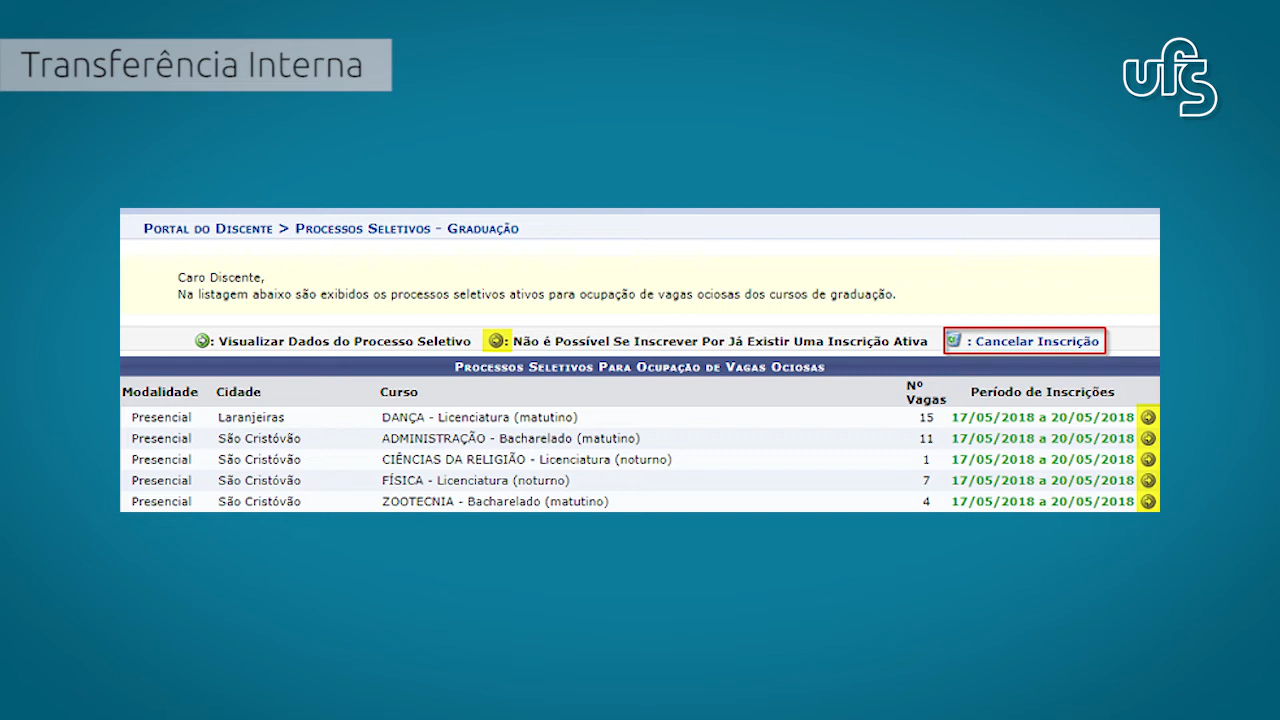 Transferência Interna
ufs
Portal do Discente > Processos Seletivos - Graduação
Caro Discente,
Na listagem abaixo são exibidos os processos seletivos ativos para ocupação de vagas ociosas dos cursos de graduação.
: Visualizar Dados do Processo Seletivo : Não é Possível Se Inscrever Por Já Existir Uma Inscrição Ativa : Cancelar Inscrição
Processos Seletivos Para Ocupação de Vagas Ociosas
Modalidade Cidade Curso Nº Vagas Período de Inscrições
Presencial Laranjeiras DANÇA - Licenciatura (matutino) 15 17/05/2018 a 20/05/2018
Presencial São Cristóvão ADMINISTRAÇÃO - Bacharelado (matutino) 11 17/05/2018 a 20/05/2018
Presencial São Cristóvão CIÊNCIAS DA RELIGIÃO - Licenciatura (noturno) 1 17/05/2018 a 20/05/2018
Presencial São Cristóvão FÍSICA - Licenciatura (noturno) 7 17/05/2018 a 20/05/2018
Presencial São Cristóvão ZOOTECNIA - Bacharelado (matutino) 4 17/05/2018 a 20/05/2018